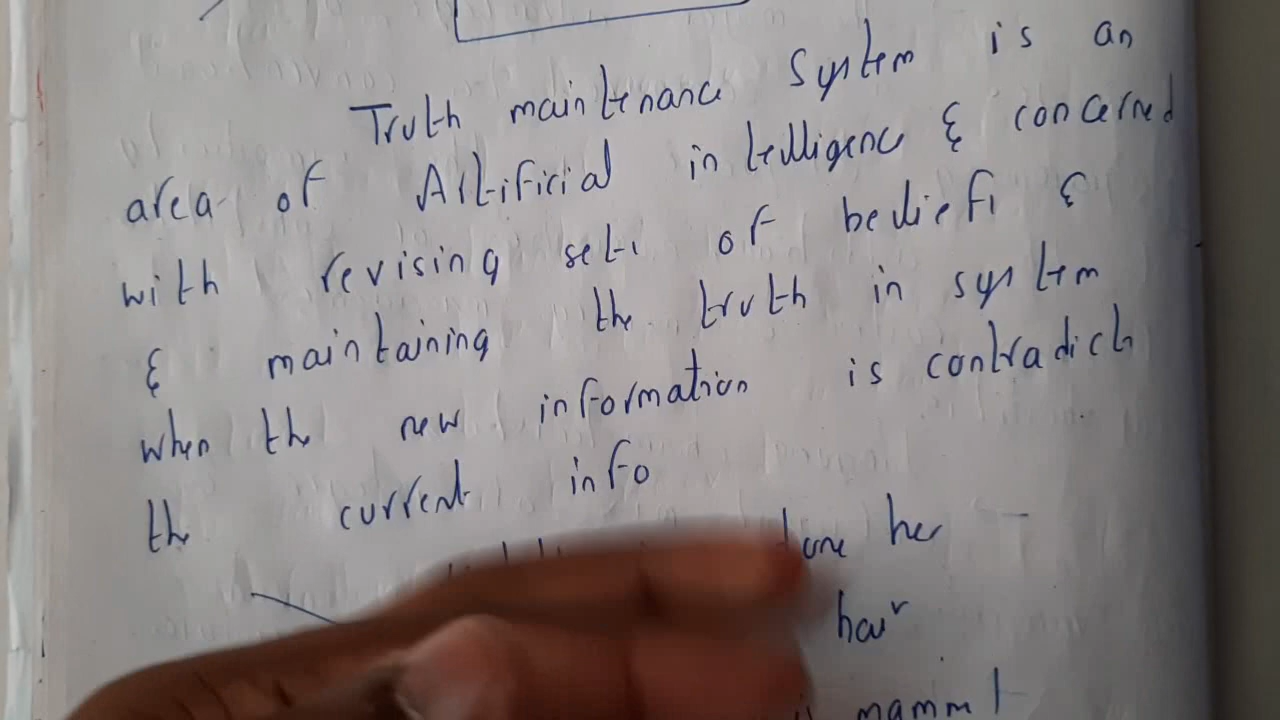 Truth maintenance System is an
area of Artificial intelligence & concerned
with revising sets of beliefs &
& maintaining the truth in system
when the new information is contradicts
the current info
her -
hair